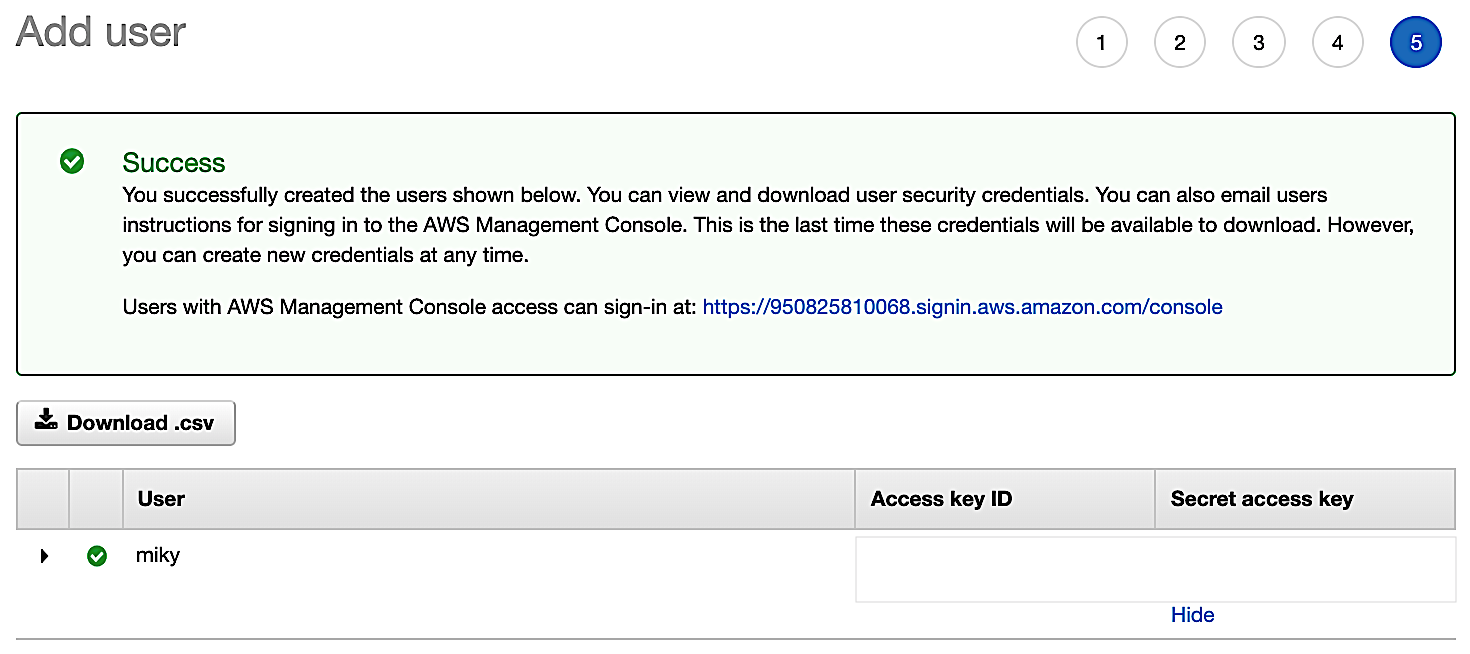 Add user
1 2 3 4 5
Success
You successfully created the users shown below. You can view and download user security credentials. You can also email users
instructions for signing in to the AWS Management Console. This is the last time these credentials will be available to download. However,
you can create new credentials at any time.
Users with AWS Management Console access can sign-in at: https://950825810068.signin.aws.amazon.com/console
Download .csv
User Access key ID Secret access key
miky
Hide